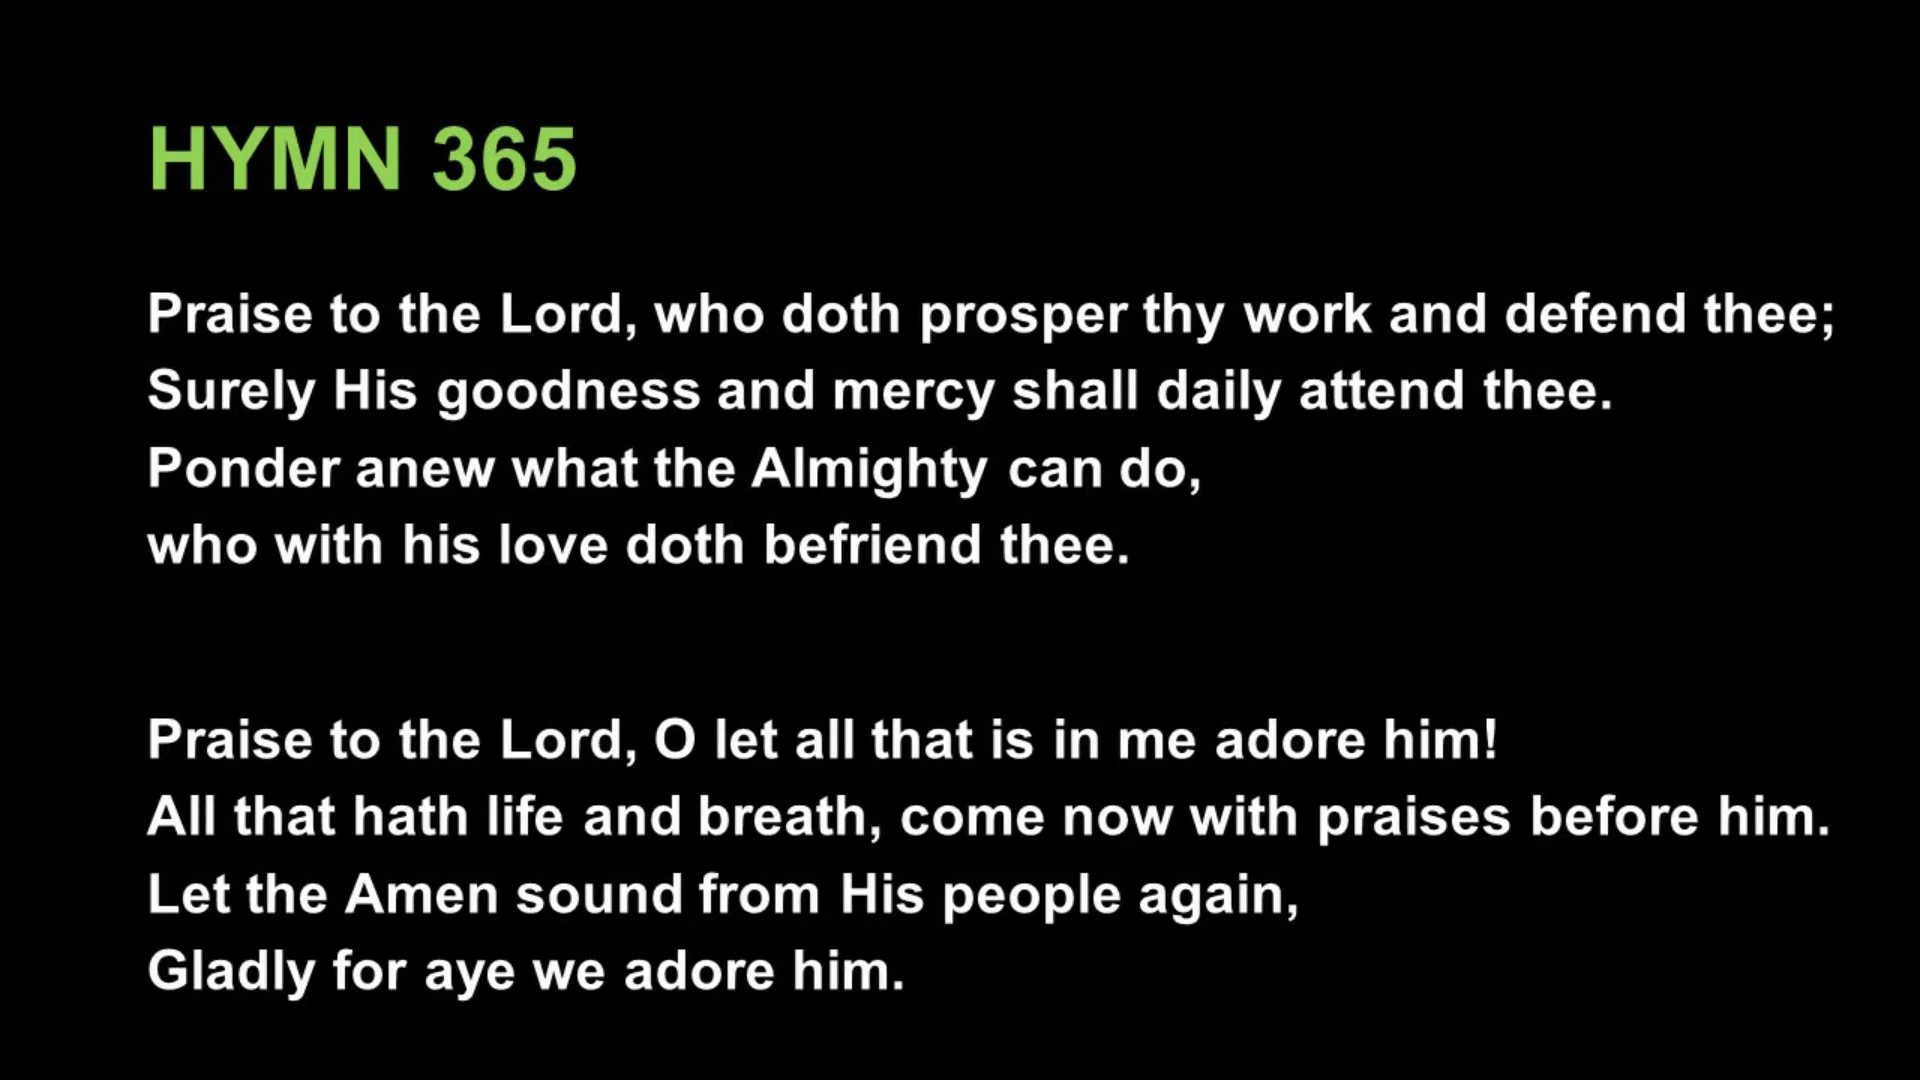 HYMN 365
Praise to the Lord, who doth prosper thy work and defend thee;
Surely His goodness and mercy shall daily attend thee.
Ponder anew what the Almighty can do,
who with his love doth befriend thee.
Praise to the Lord, O let all that is in me adore him!
All that hath life and breath, come now with praises before him.
Let the Amen sound from His people again,
Gladly for aye we adore him.